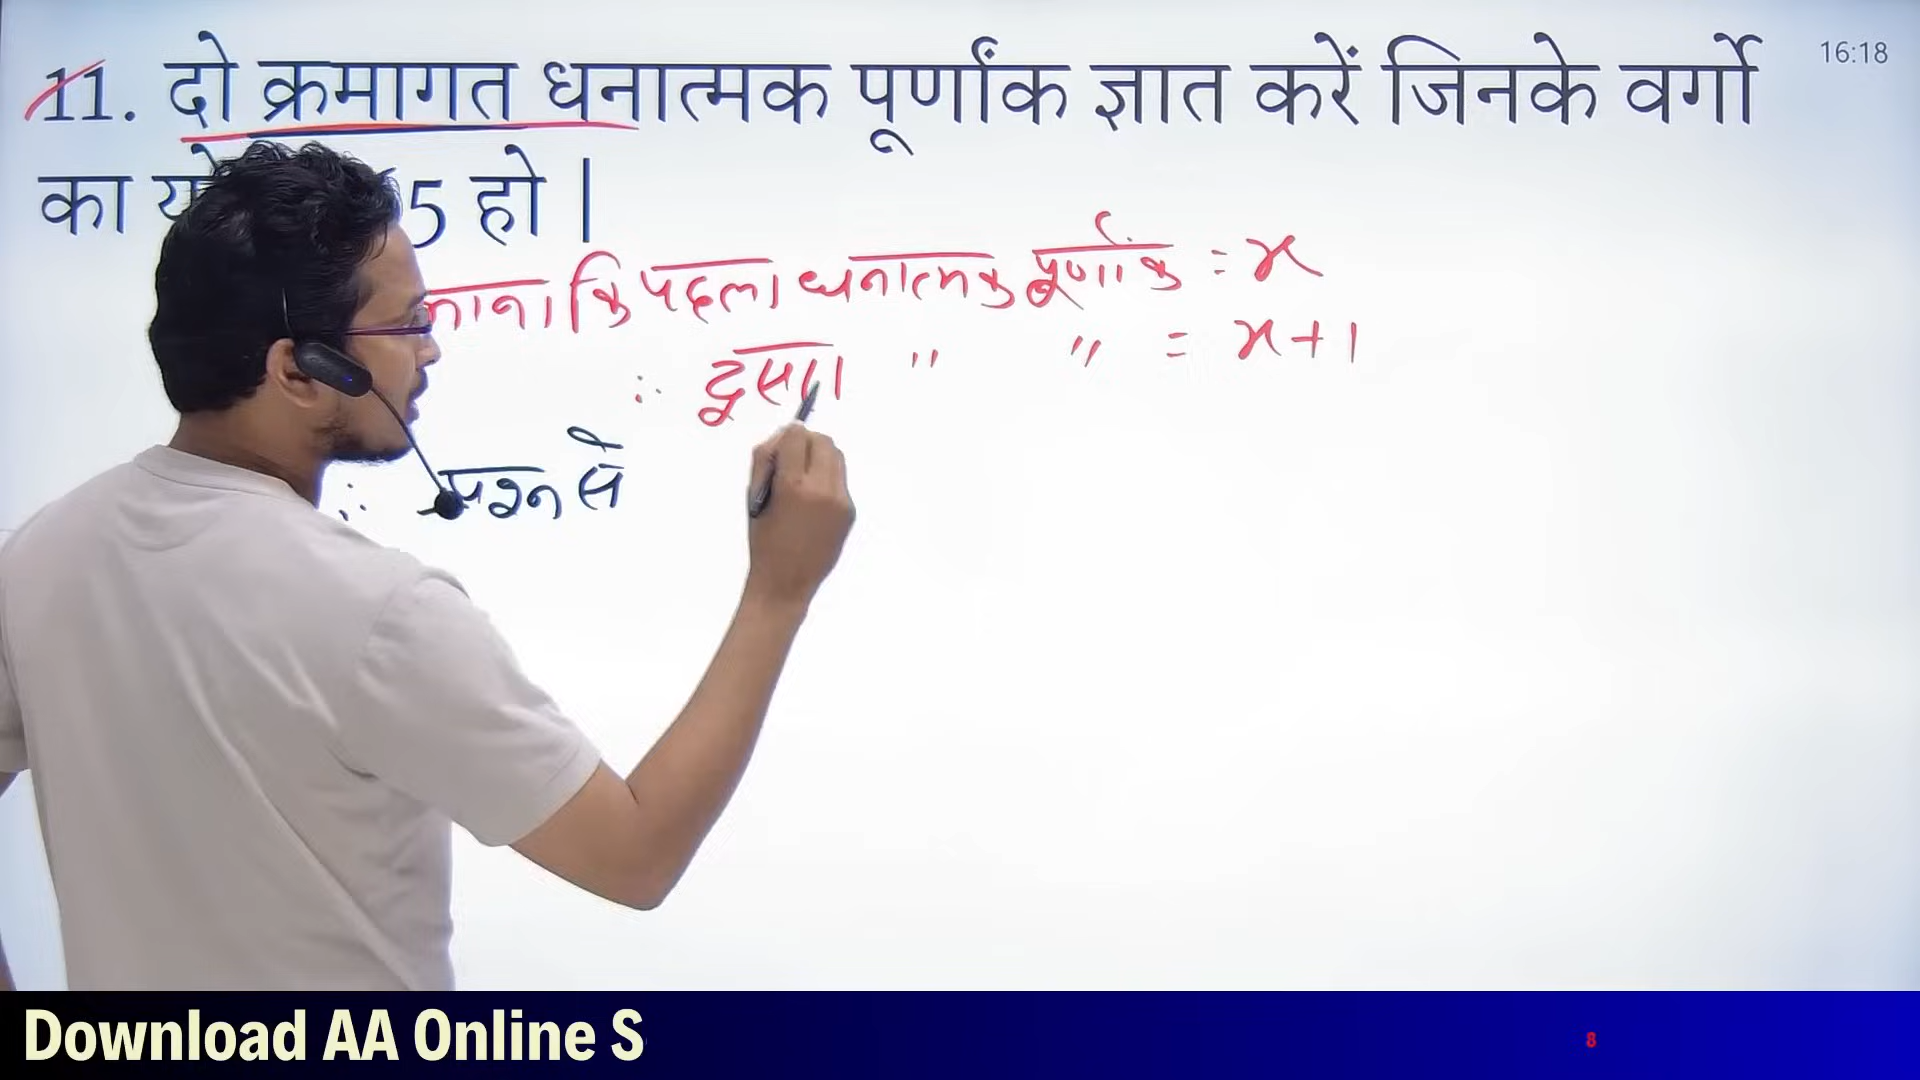 11. दो क्रमागत धनात्मक पूर्णांक ज्ञात करें जिनके वर्गो
16:18
का 5 हो |
माना कि पहला धनात्मक पूर्णांक = x
∴ दूसरा " " = x + 1
∴ प्रश्न से
Download AA Online S
8